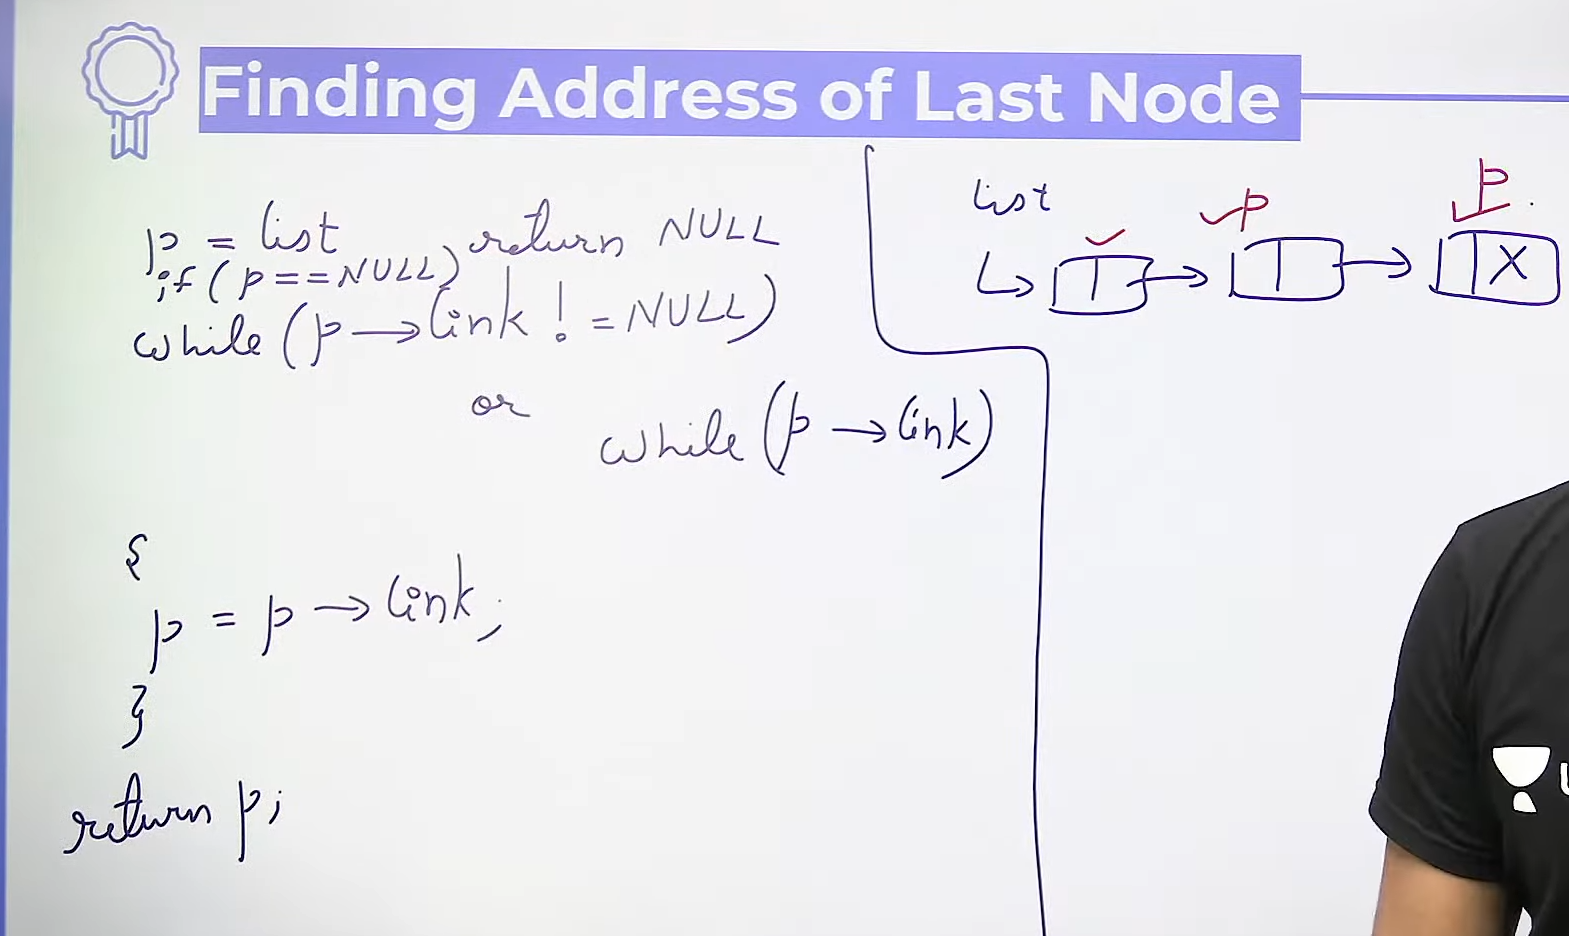 Finding Address of Last Node
p = list
if (p == NULL) return NULL
while (p → link != NULL)
or
while (p → link)
{
p = p → link;
}
return p;
list
p
p
X